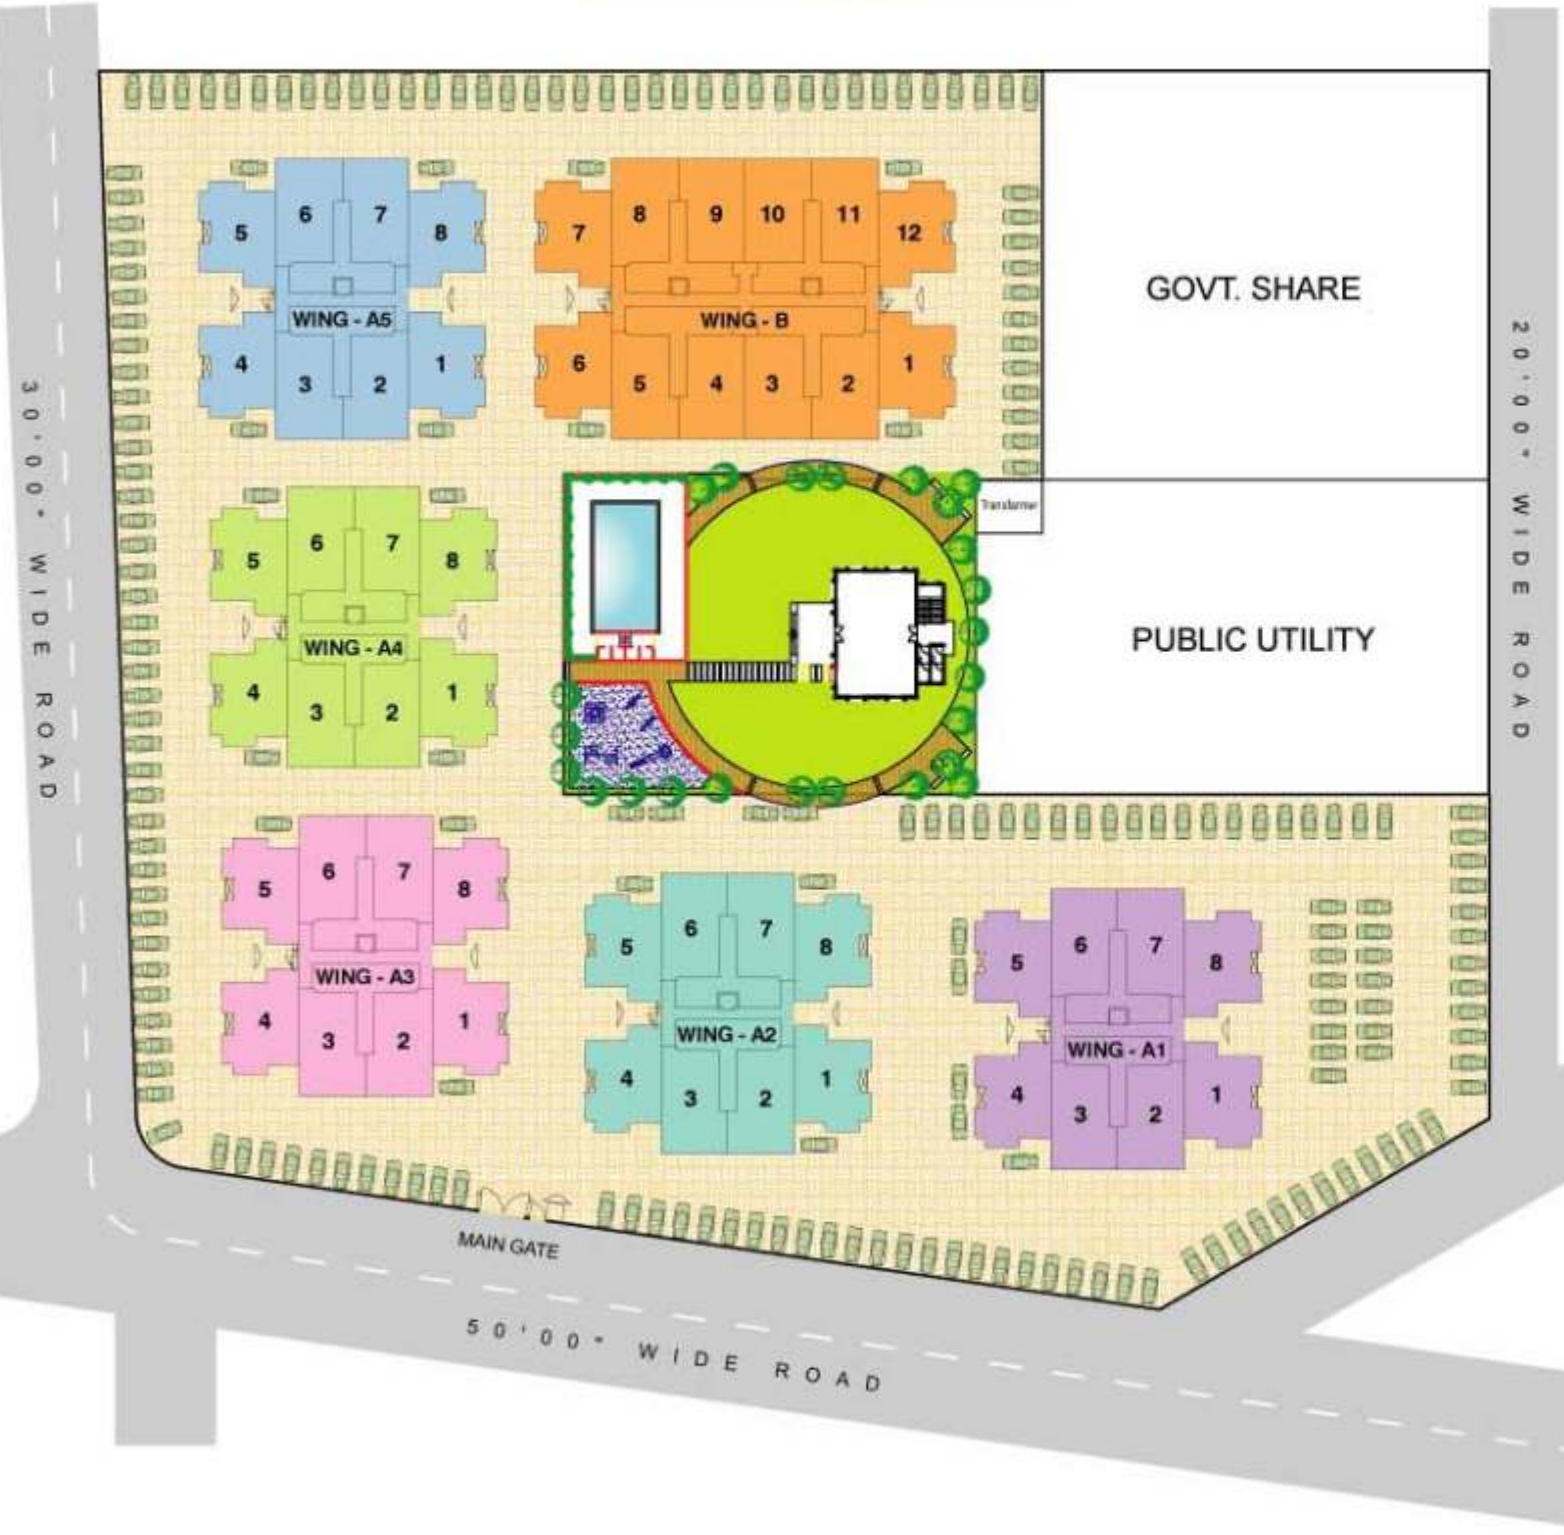 6 7
5 8
WING - A5
4 1
3 2
8 9 10 11
7 12
WING - B
6 1
5 4 3 2
GOVT. SHARE
30'00" WIDE ROAD
20'00" WIDE ROAD
Transformer
6 7
5 8
WING - A4
4 1
3 2
PUBLIC UTILITY
6 7
5 8
WING - A3
4 1
3 2
6 7
5 8
WING - A2
4 1
3 2
6 7
5 8
WING - A1
4 1
3 2
MAIN GATE
50'00" WIDE ROAD